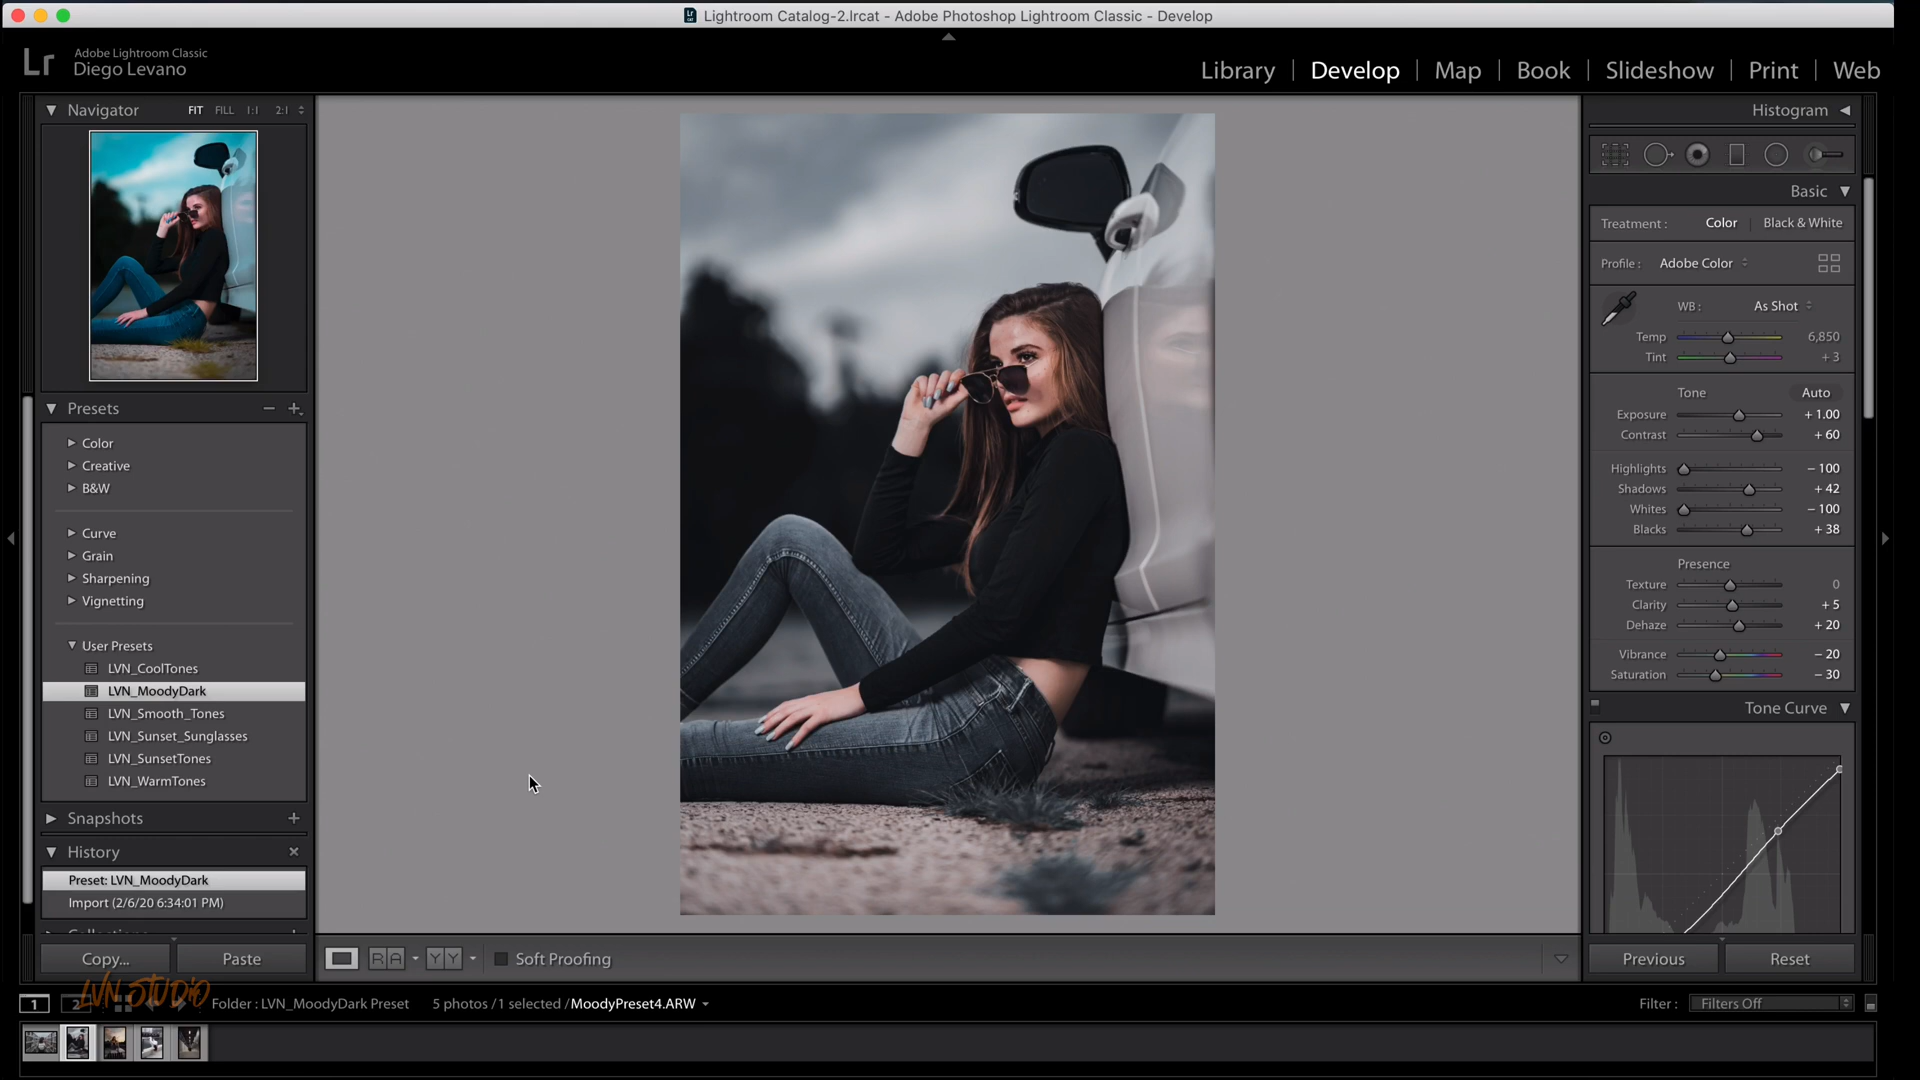 Lightroom Catalog-2.lrcat - Adobe Photoshop Lightroom Classic - Develop
Lr
Adobe Lightroom Classic
Diego Levano
Library | Develop | Map | Book | Slideshow | Print | Web
Navigator FIT FILL 1:1 2:1
Presets
Color
Creative
B&W
Curve
Grain
Sharpening
Vignetting
User Presets
LVN_CoolTones
LVN_MoodyDark
LVN_Smooth_Tones
LVN_Sunset_Sunglasses
LVN_SunsetTones
LVN_WarmTones
Snapshots
History
Preset: LVN_MoodyDark
Import (2/6/20 6:34:01 PM)
Copy... Paste
RA YY Soft Proofing
Histogram
Basic
Treatment : Color Black & White
Profile : Adobe Color
WB : As Shot
Temp 6,850
Tint + 3
Tone Auto
Exposure + 1.00
Contrast + 60
Highlights – 100
Shadows + 42
Whites – 100
Blacks + 38
Presence
Texture 0
Clarity + 5
Dehaze + 20
Vibrance – 20
Saturation – 30
Tone Curve
Previous Reset
1 2 LVN STUDIO Folder : LVN_MoodyDark Preset 5 photos / 1 selected / MoodyPreset4.ARW Filter : Filters Off